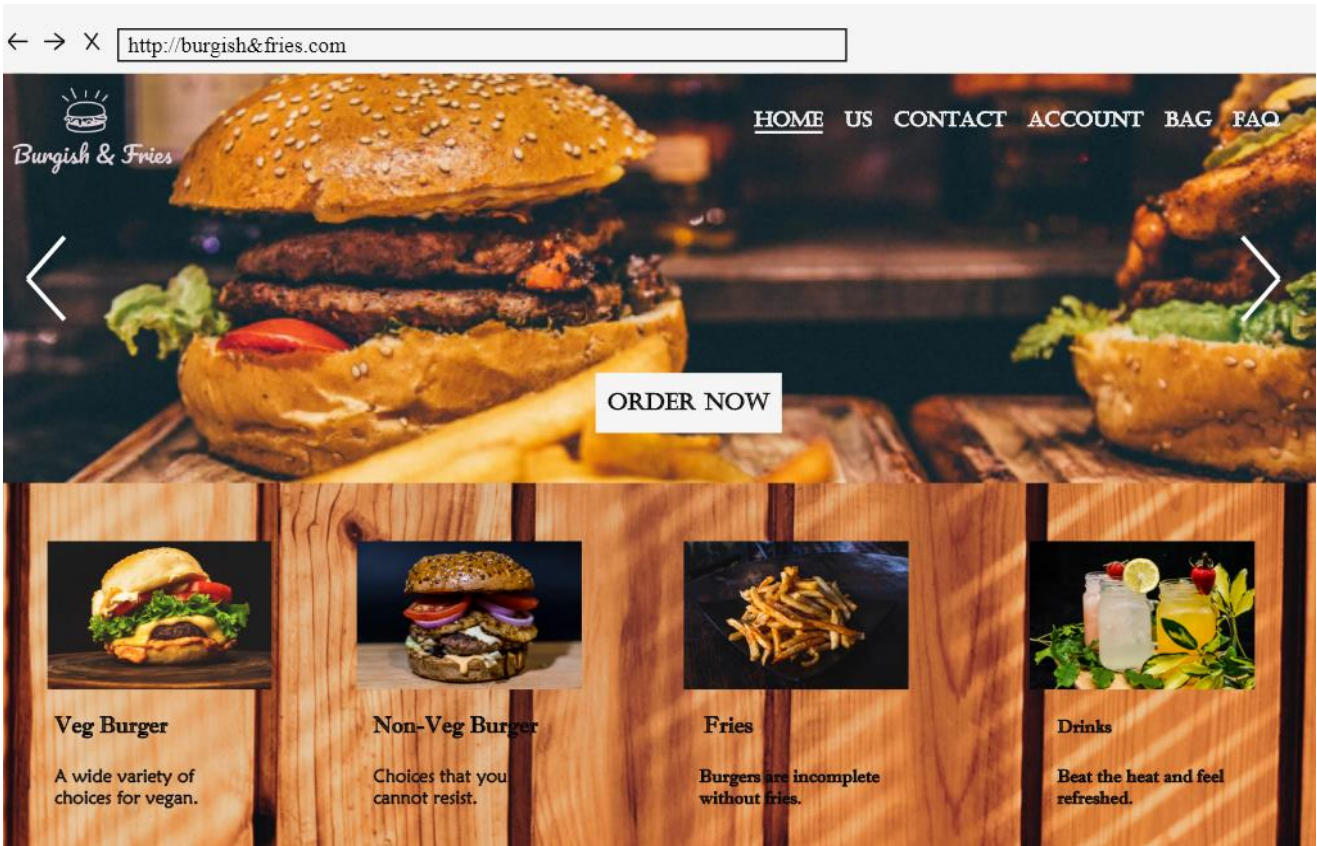 http://burgish&fries.com
Burgish & Fries
HOME US CONTACT ACCOUNT BAG FAQ
ORDER NOW
Veg Burger
A wide variety of
choices for vegan.
Non-Veg Burger
Choices that you
cannot resist.
Fries
Burgers are incomplete
without fries.
Drinks
Beat the heat and feel
refreshed.